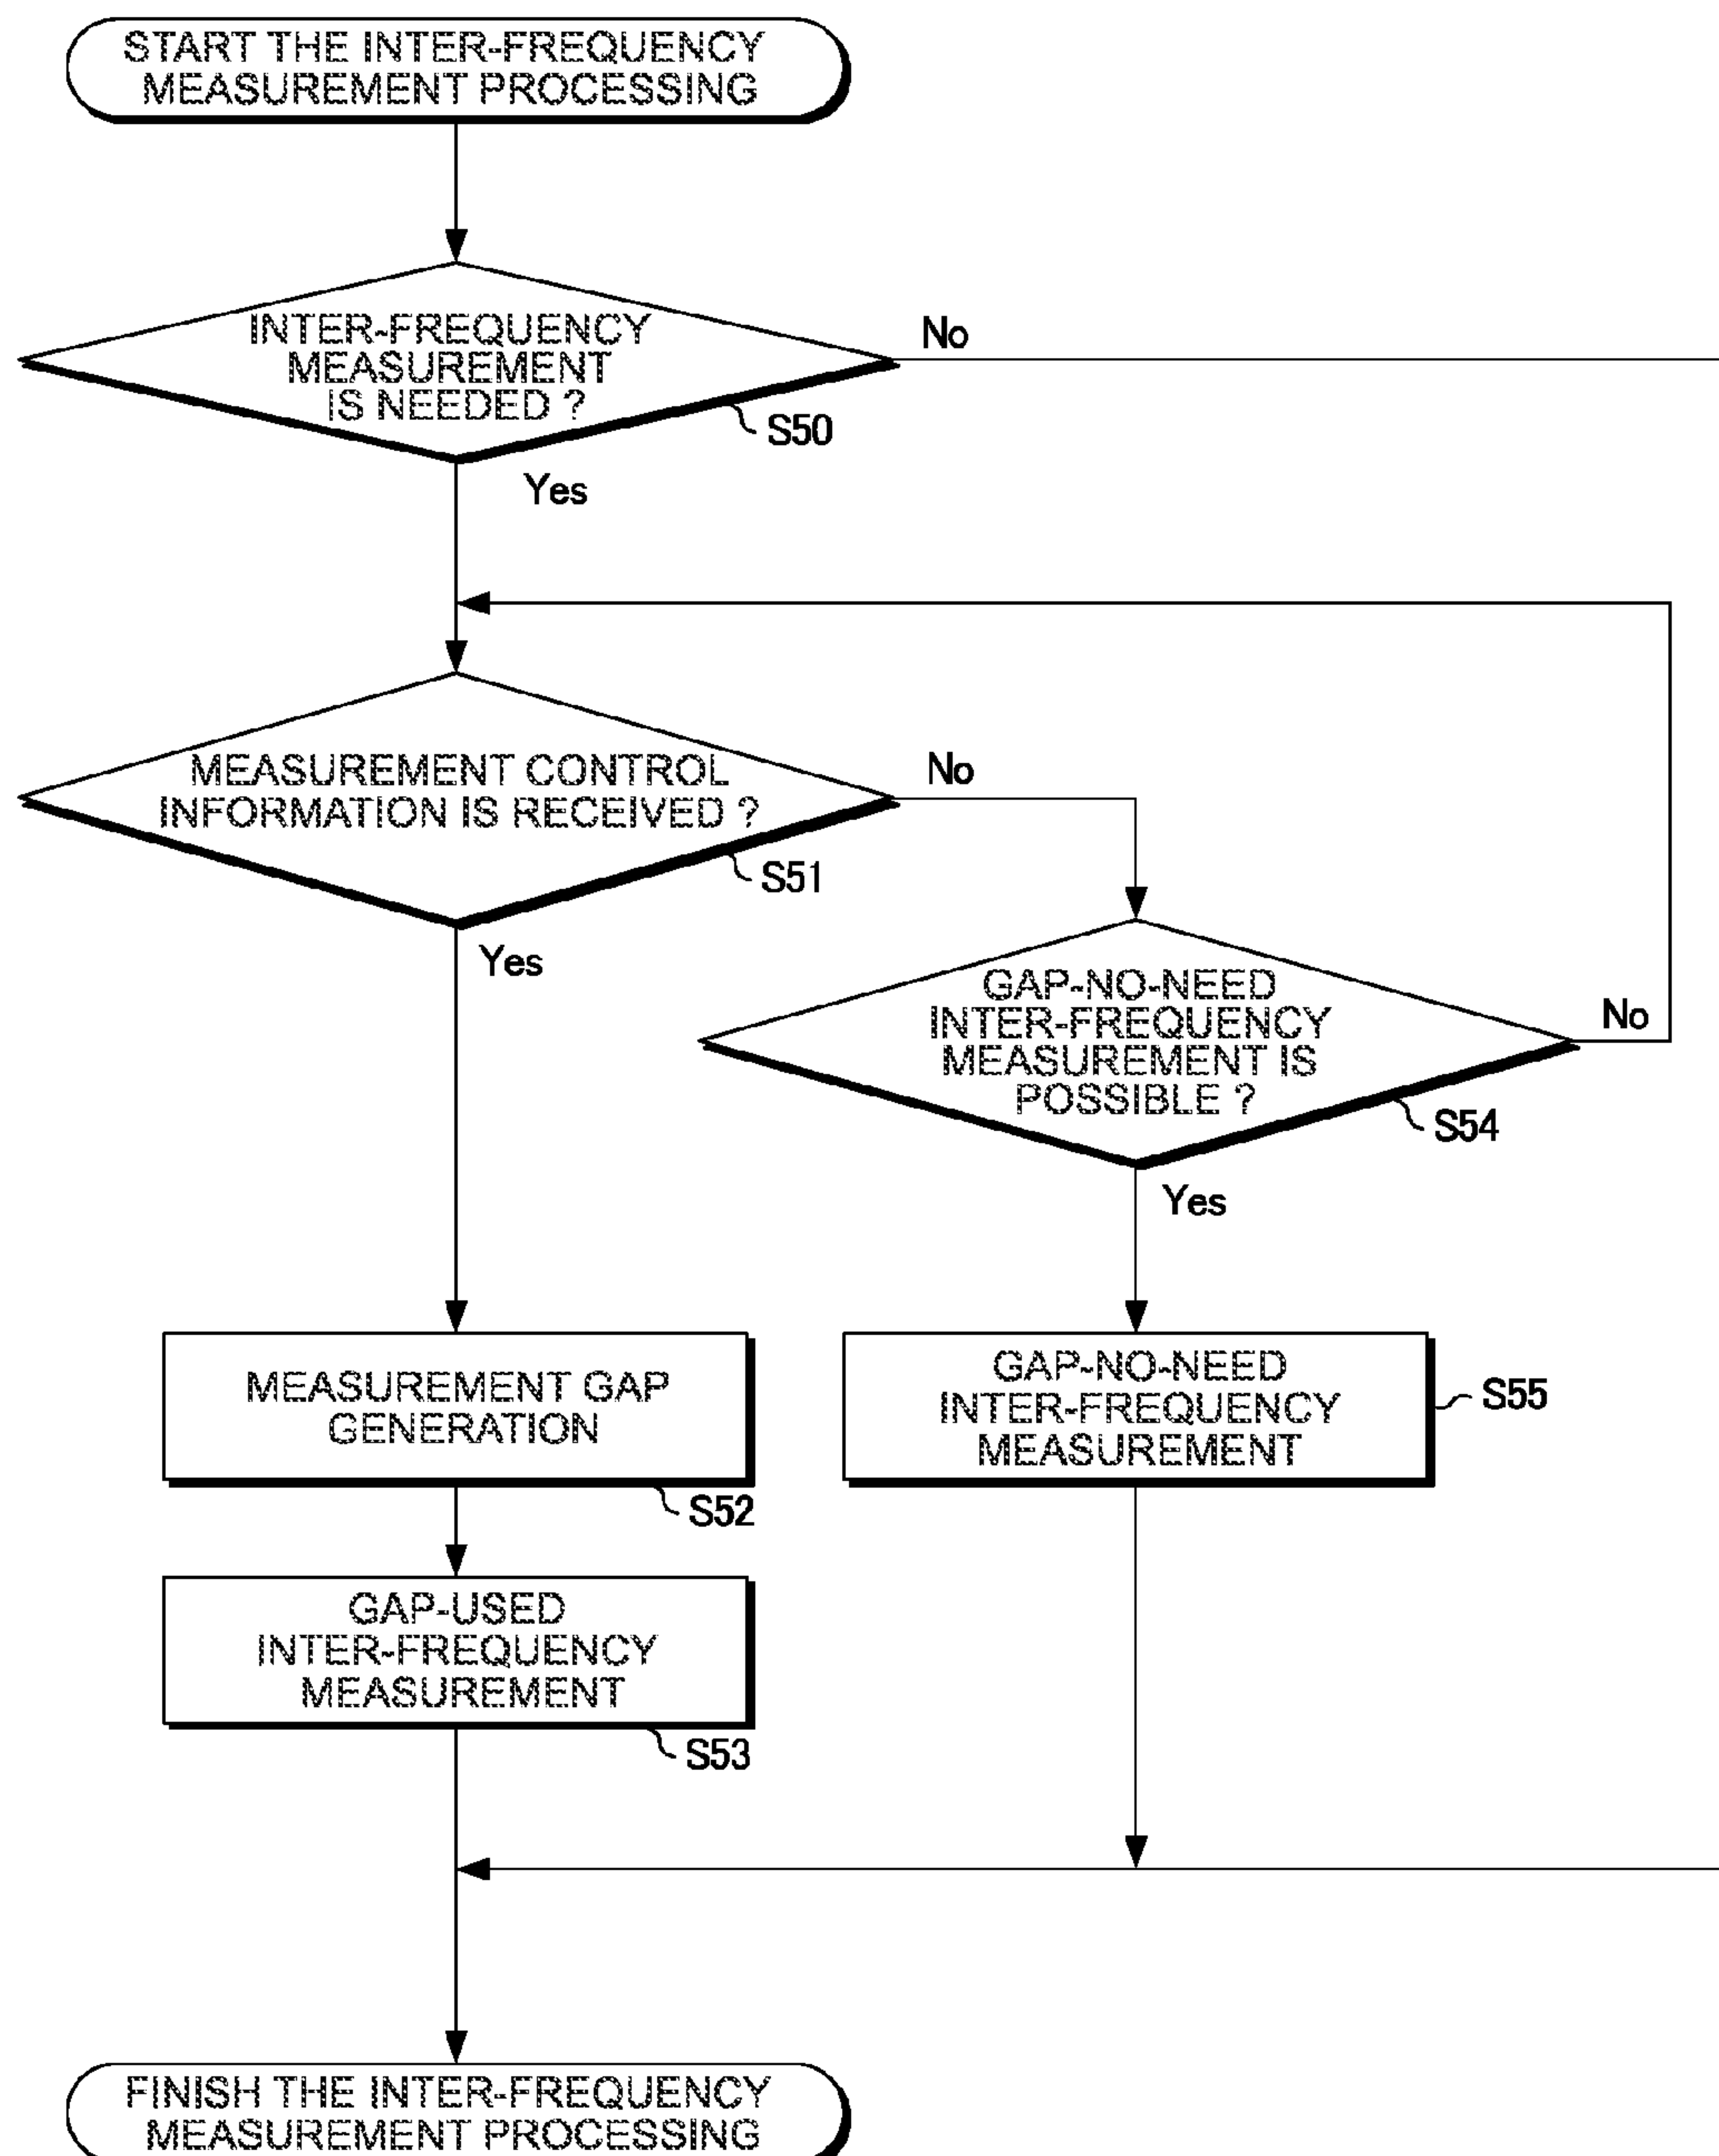 START THE INTER-FREQUENCY
MEASUREMENT PROCESSING
INTER-FREQUENCY
MEASUREMENT
IS NEEDED ?
No
S50
Yes
MEASUREMENT CONTROL
INFORMATION IS RECEIVED ?
No
S51
Yes
GAP-NO-NEED
INTER-FREQUENCY
MEASUREMENT IS
POSSIBLE ?
No
S54
Yes
MEASUREMENT GAP
GENERATION
S52
GAP-NO-NEED
INTER-FREQUENCY
MEASUREMENT
S55
GAP-USED
INTER-FREQUENCY
MEASUREMENT
S53
FINISH THE INTER-FREQUENCY
MEASUREMENT PROCESSING